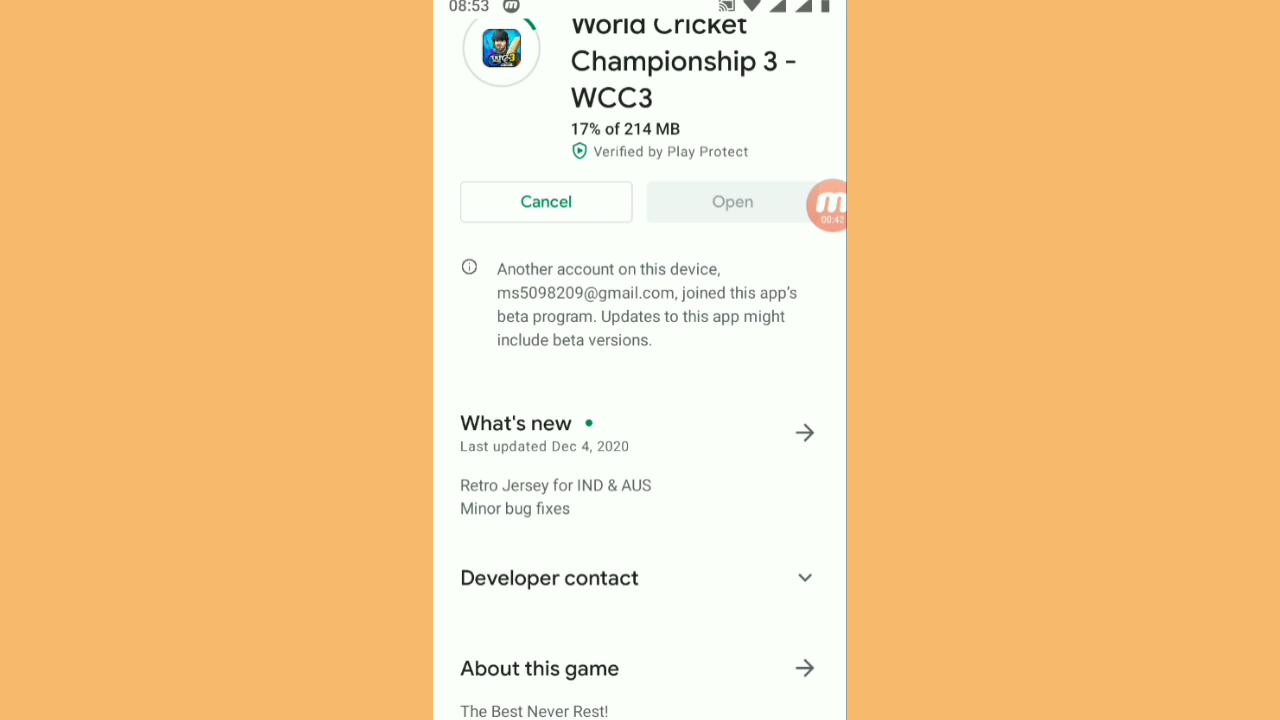 08:53
World Cricket
Championship 3 -
WCC3
17% of 214 MB
Verified by Play Protect
Cancel
Open
00:42
Another account on this device,
ms5098209@gmail.com, joined this app's
beta program. Updates to this app might
include beta versions.
What's new
Last updated Dec 4, 2020
Retro Jersey for IND & AUS
Minor bug fixes
Developer contact
About this game
The Best Never Rest!